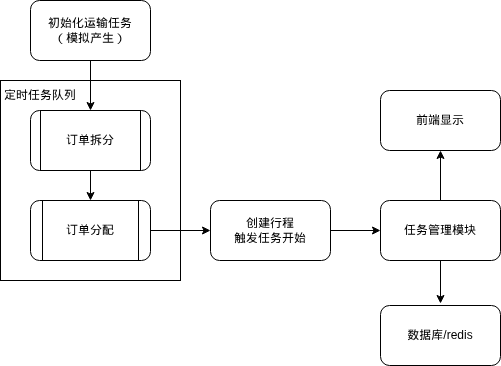 初始化运输任务
（模拟产生）
定时任务队列
订单拆分
订单分配
创建行程
触发任务开始
前端显示
任务管理模块
数据库/redis